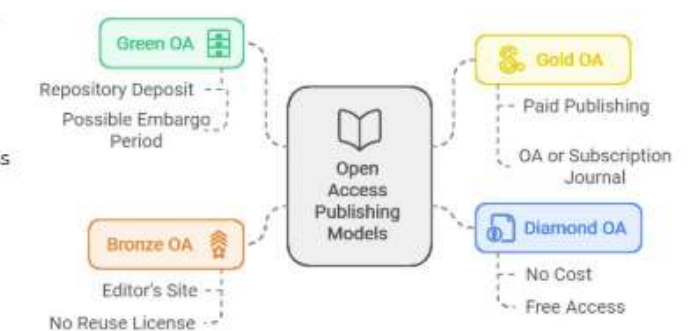 Green OA
Repository Deposit
Possible Embargo
Period
Bronze OA
Editor's Site
No Reuse License
Open
Access
Publishing
Models
Gold OA
Paid Publishing
OA or Subscription
Journal
Diamond OA
No Cost
Free Access